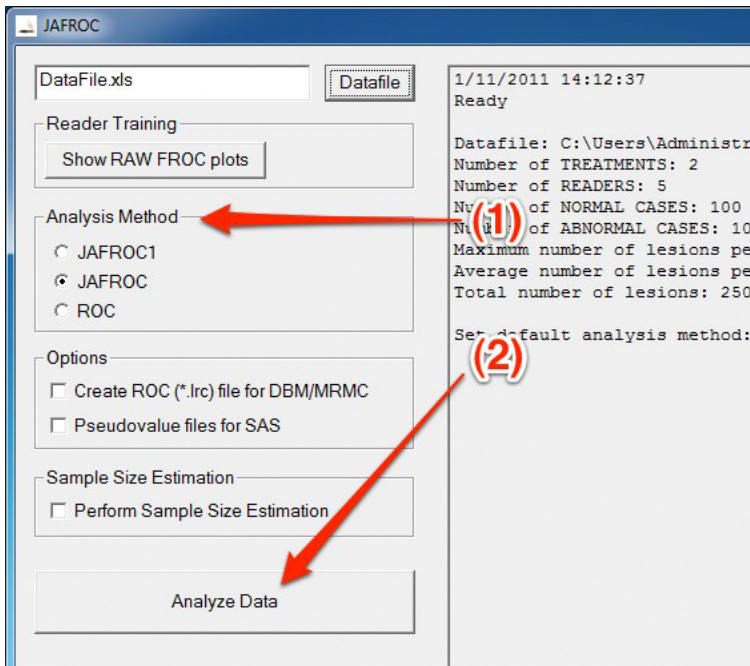 JAFROC
DataFile.xls
Datafile
Reader Training
Show RAW FROC plots
Analysis Method
JAFROC1
JAFROC
ROC
Options
Create ROC (*.lrc) file for DBM/MRMC
Pseudovalue files for SAS
Sample Size Estimation
Perform Sample Size Estimation
Analyze Data
1/11/2011 14:12:37
Ready
Datafile: C:\Users\Administr
Number of TREATMENTS: 2
Number of READERS: 5
of NORMAL CASES: 100
of ABNORMAL CASES: 10
Maximum number of lesions pe
Average number of lesions pe
Total number of lesions: 250
Set default analysis method:
(1)
(2)